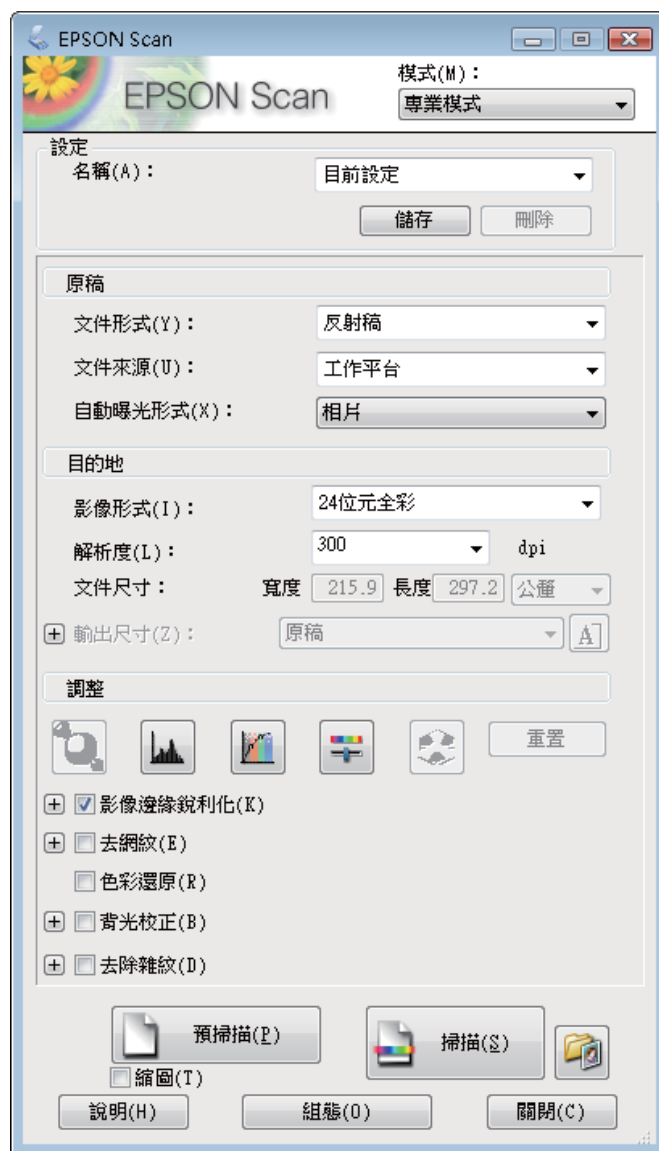 EPSON Scan
EPSON Scan
模式(M)：
專業模式
設定
名稱(A)：
目前設定
儲存
刪除
原稿
文件形式(Y)：
反射稿
文件來源(U)：
工作平台
自動曝光形式(X)：
相片
目的地
影像形式(I)：
24位元全彩
解析度(L)：
300
dpi
文件尺寸：
寬度 215.9 長度 297.2 公釐
輸出尺寸(Z)：
原稿
A
調整
重置
影像邊緣銳利化(K)
去網紋(E)
色彩還原(R)
背光校正(B)
去除雜紋(D)
預掃描(P)
掃描(S)
縮圖(T)
說明(H)
組態(O)
關閉(C)